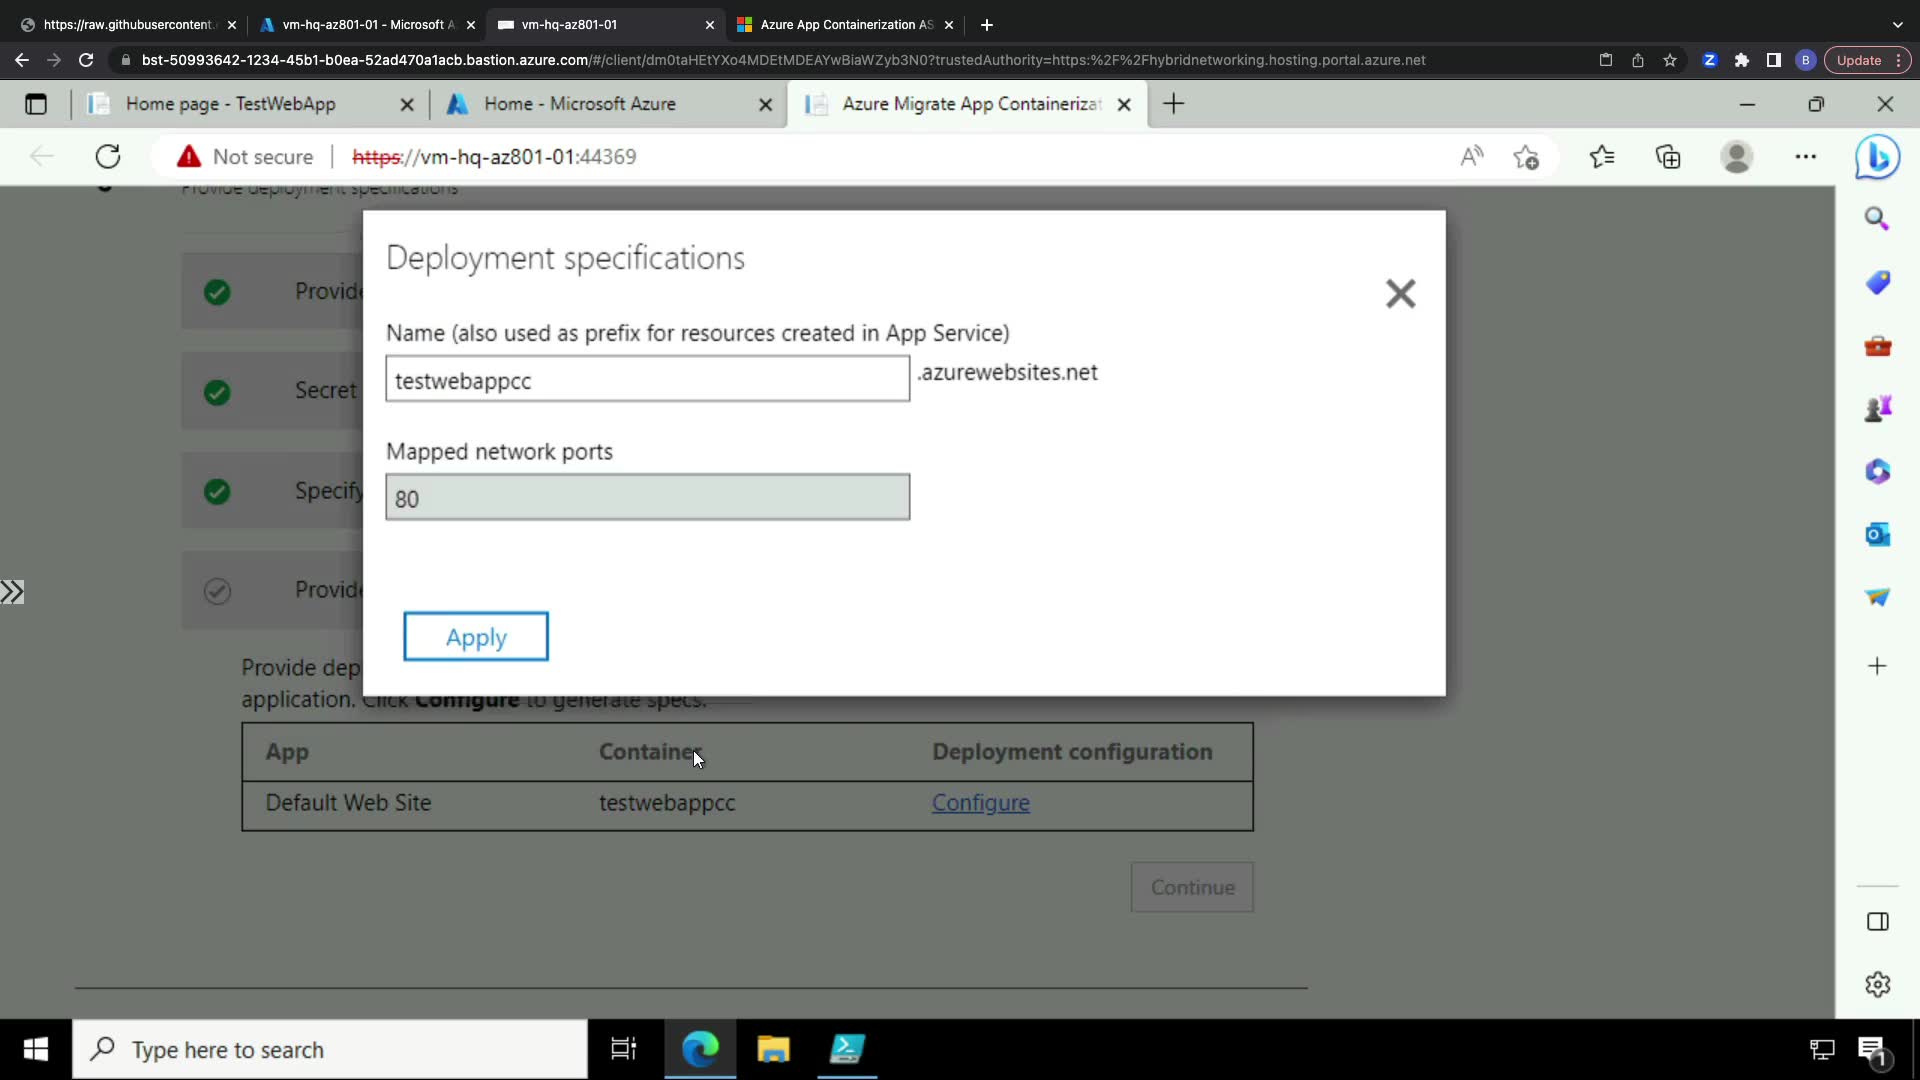 https://raw.githubusercontent.
vm-hq-az801-01 - Microsoft A
vm-hq-az801-01
Azure App Containerization AS
bst-50993642-1234-45b1-b0ea-52ad470a1acb.bastion.azure.com/#/client/dm0taHEtYXo4MDEtMDEAYwBiaWZyb3N0?trustedAuthority=https:%2F%2Fhybridnetworking.hosting.portal.azure.net
Z
B
Update
Home page - TestWebApp
Home - Microsoft Azure
Azure Migrate App Containerizat
Not secure
https://vm-hq-az801-01:44369
Provide deployment specifications
Deployment specifications
Name (also used as prefix for resources created in App Service)
testwebappcc
.azurewebsites.net
Mapped network ports
80
Apply
Provide
Secret
Specify
Provide
Provide dep
application. Click Configure to generate specs.
App
Container
Deployment configuration
Default Web Site
testwebappcc
Configure
Continue
Type here to search
1